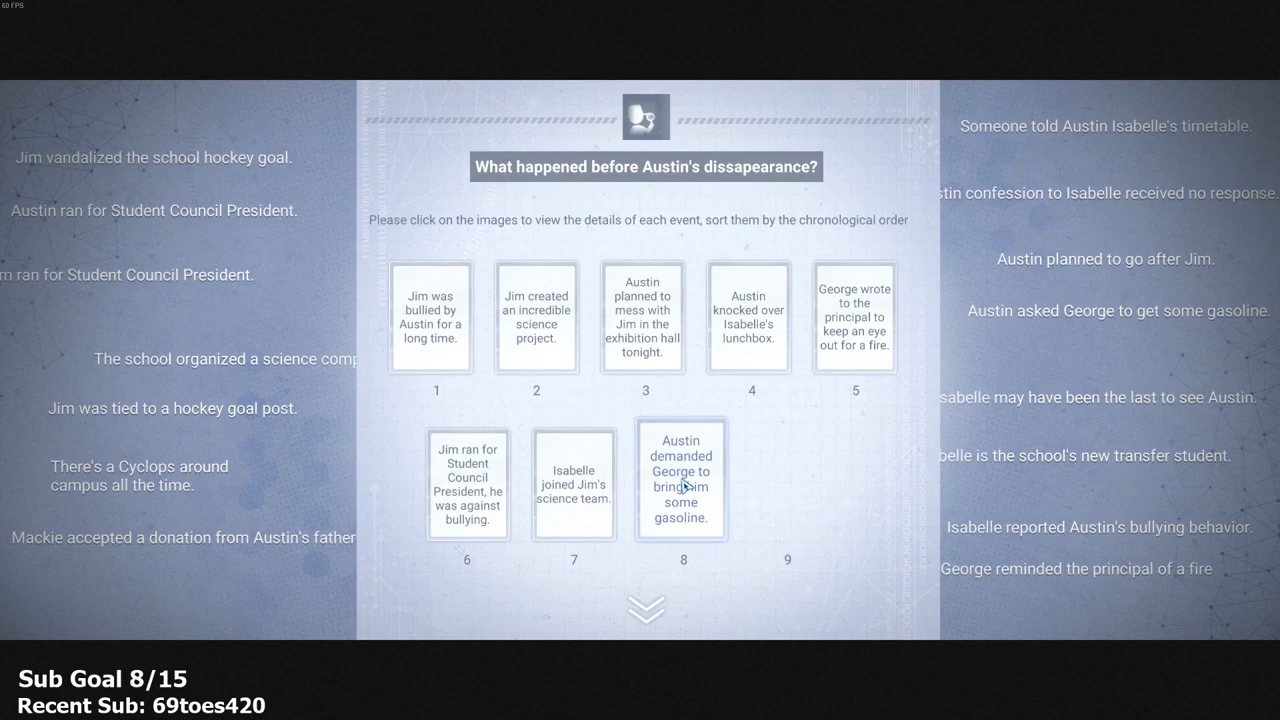 60 FPS
What happened before Austin's dissapearance?
Please click on the images to view the details of each event, sort them by the chronological order
Jim was
bullied by
Austin for a
long time.
1
Jim created
an incredible
science
project.
2
Austin
planned to
mess with
Jim in the
exhibition hall
tonight.
3
Austin
knocked over
Isabelle's
lunchbox.
4
George wrote
to the
principal to
keep an eye
out for a fire.
5
Jim ran for
Student
Council
President, he
was against
bullying.
6
Isabelle
joined Jim's
science team.
7
Austin
demanded
George to
bring him
some
gasoline.
8
9
Jim vandalized the school hockey goal.
Austin ran for Student Council President.
m ran for Student Council President.
The school organized a science comp
Jim was tied to a hockey goal post.
There's a Cyclops around
campus all the time.
Mackie accepted a donation from Austin's father
Someone told Austin Isabelle's timetable.
stin confession to Isabelle received no response.
Austin planned to go after Jim.
Austin asked George to get some gasoline.
sabelle may have been the last to see Austin.
belle is the school's new transfer student.
Isabelle reported Austin's bullying behavior.
George reminded the principal of a fire
Sub Goal 8/15
Recent Sub: 69toes420